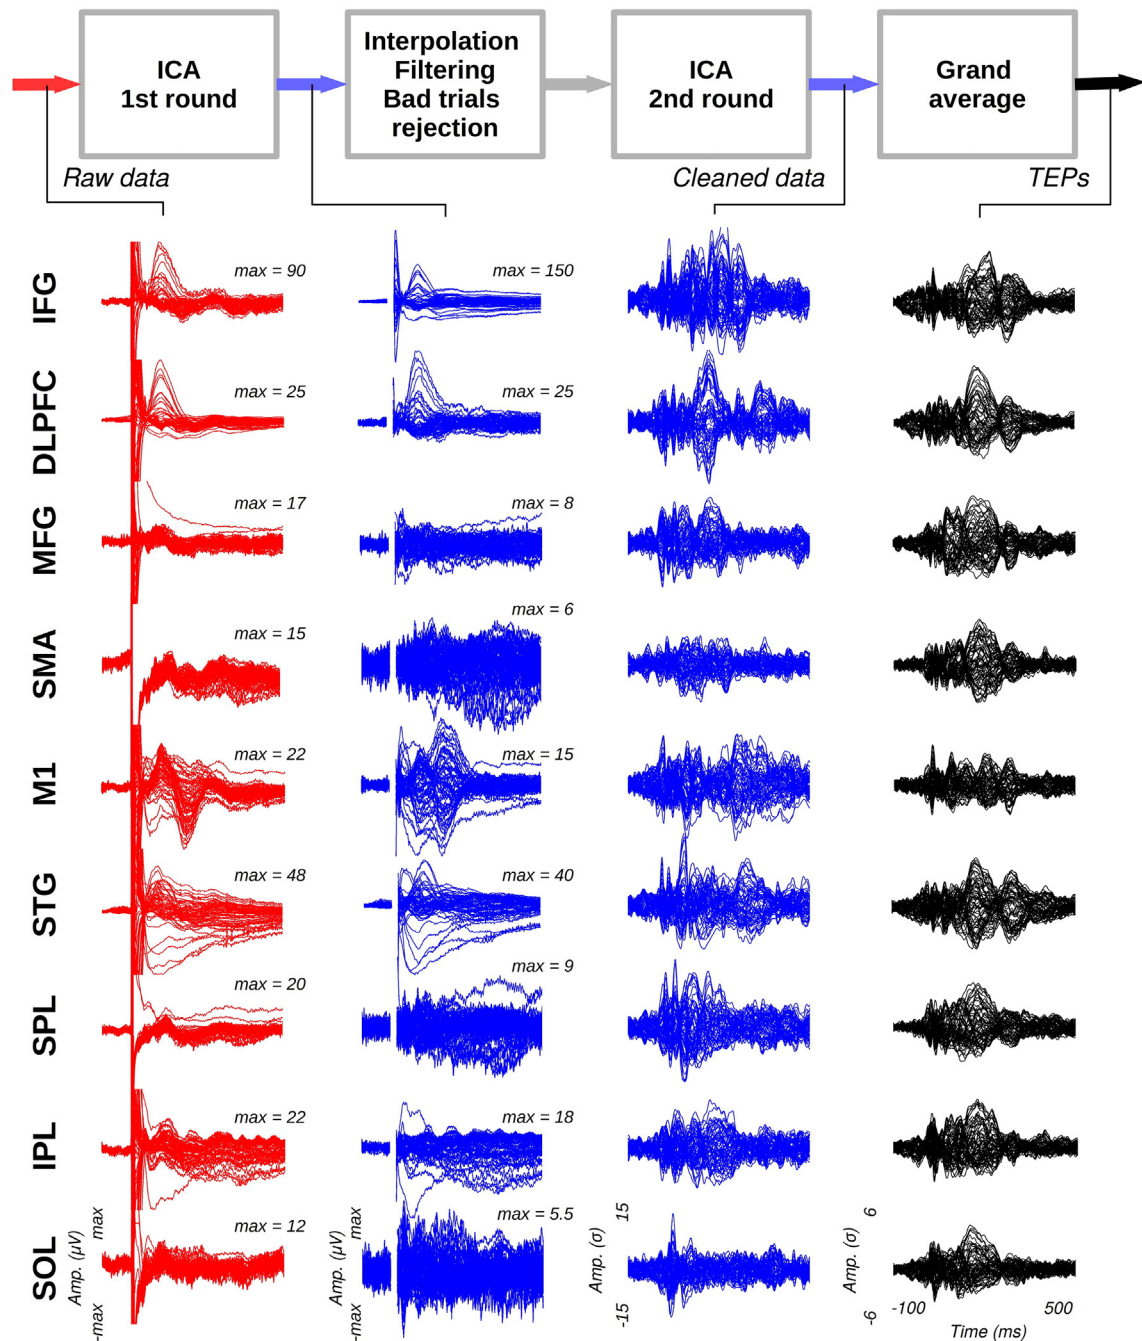 ICA
1st round
Interpolation
Filtering
Bad trials
rejection
ICA
2nd round
Grand
average
Raw data
Cleaned data
TEPs
IFG
max = 90
max = 150
DLPFC
max = 25
max = 25
MFG
max = 17
max = 8
SMA
max = 15
max = 6
M1
max = 22
max = 15
STG
max = 48
max = 40
SPL
max = 20
max = 9
IPL
max = 22
max = 18
SOL
max = 12
max = 5.5
Amp. (µV)
-max
max
Amp. (µV)
-max
max
Amp. (σ)
-15
15
Amp. (σ)
-6
6
-100
500
Time (ms)